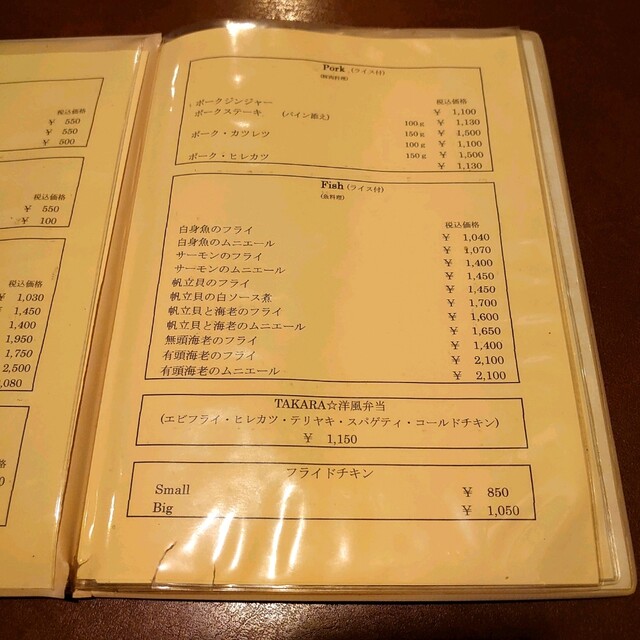 税込価格
¥ 550
¥ 550
¥ 500
税込価格
¥ 550
¥ 100
税込価格
¥ 1,030
¥ 1,450
1,400
1,950
1,750
2,500
,080
格
0
Pork (ライス付)
(豚肉料理)
税込価格
ポークジンジャー ¥ 1,100
ポークステーキ (パイン添え) 100g ¥ 1,130
150g ¥ 1,500
ポーク・カツレツ 100g ¥ 1,100
150g ¥ 1,500
ポーク・ヒレカツ ¥ 1,130
Fish (ライス付)
(魚料理)
税込価格
白身魚のフライ ¥ 1,040
白身魚のムニエール ¥ 1,070
サーモンのフライ ¥ 1,400
サーモンのムニエール ¥ 1,450
帆立貝のフライ ¥ 1,450
帆立貝の白ソース煮 ¥ 1,700
帆立貝と海老のフライ ¥ 1,600
帆立貝と海老のムニエール ¥ 1,650
無頭海老のフライ ¥ 1,400
有頭海老のフライ ¥ 2,100
有頭海老のムニエール ¥ 2,100
TAKARA☆洋風弁当
(エビフライ・ヒレカツ・テリヤキ・スパゲティ・コールドチキン)
¥ 1,150
フライドチキン
Small ¥ 850
Big ¥ 1,050